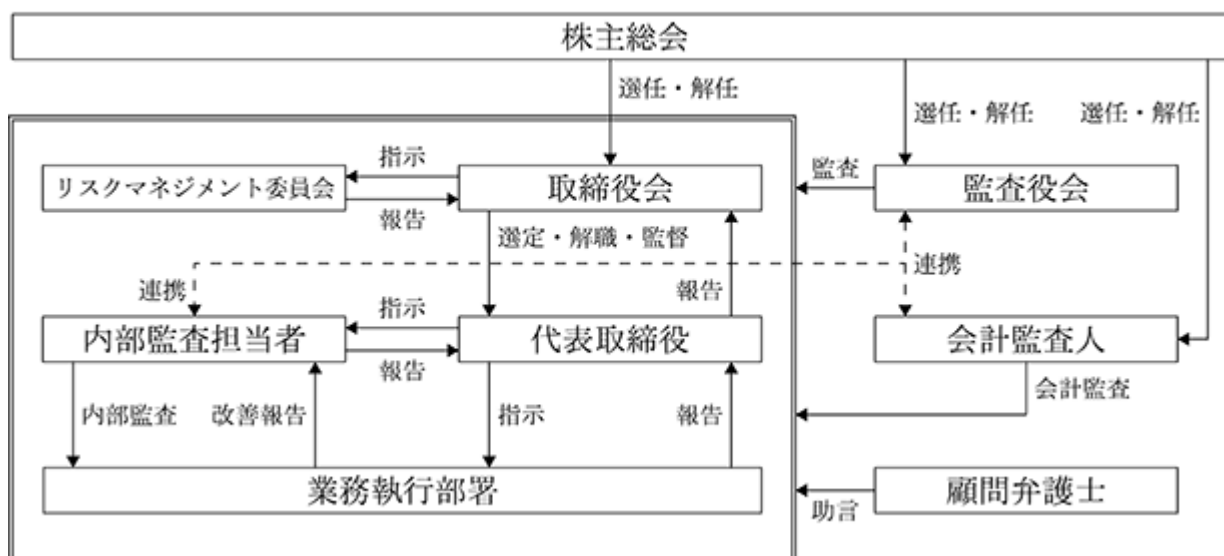 株主総会
選任・解任
選任・解任
選任・解任
リスクマネジメント委員会
指示
報告
取締役会
監査
監査役会
選定・解職・監督
報告
連携
連携
内部監査担当者
指示
報告
代表取締役
会計監査人
内部監査
改善報告
指示
報告
会計監査
業務執行部署
助言
顧問弁護士